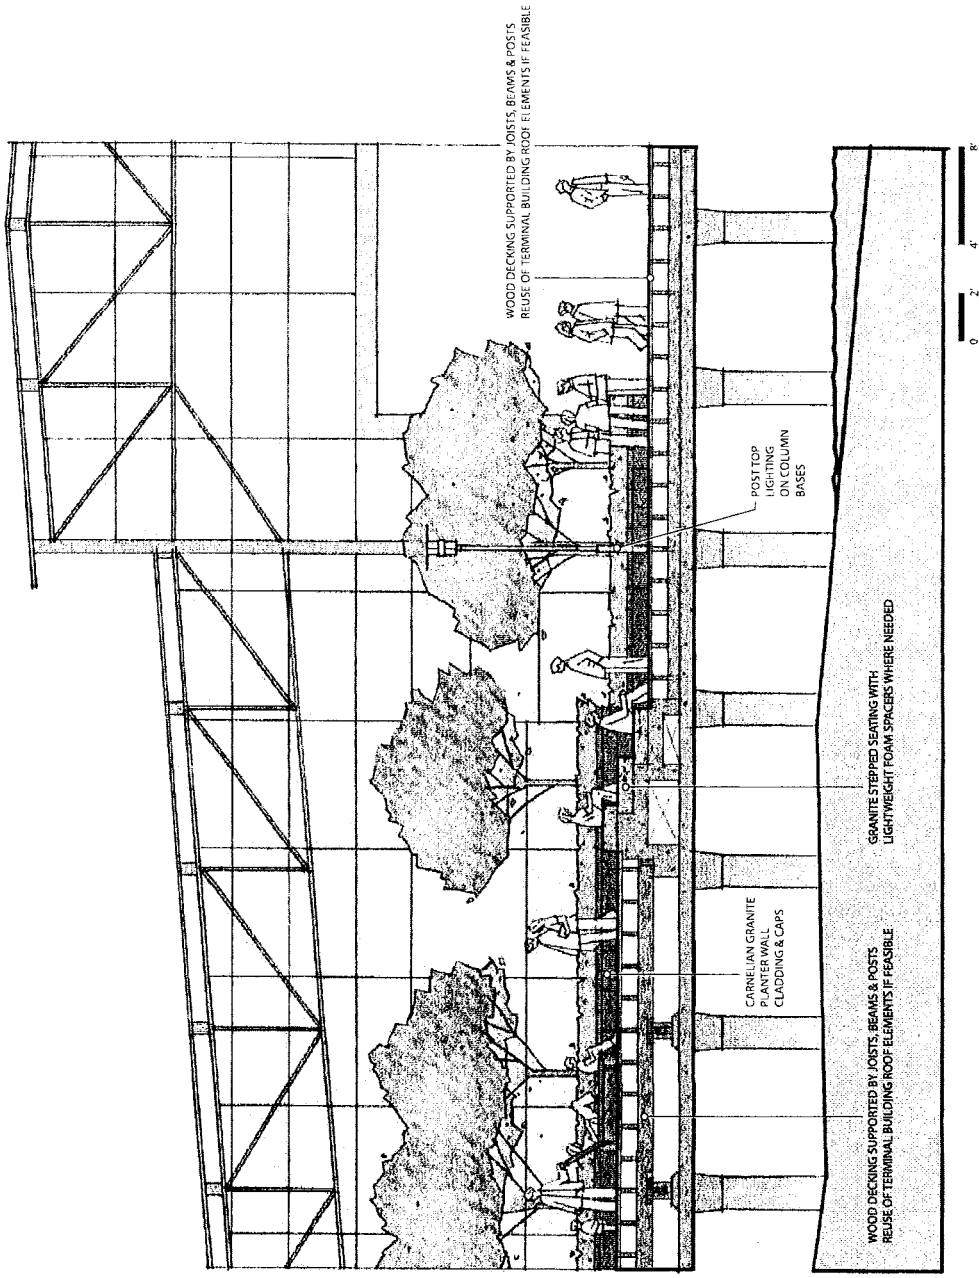 WOOD DECKING SUPPORTED BY JOISTS, BEAMS & POSTS
REUSE OF TERMINAL BUILDING ROOF ELEMENTS IF FEASIBLE
POST TOP
LIGHTING
ON COLUMN
BASES
CARNELIAN GRANITE
PLANTER WALL
CLADDING & CAPS
WOOD DECKING SUPPORTED BY JOISTS, BEAMS & POSTS
REUSE OF TERMINAL BUILDING ROOF ELEMENTS IF FEASIBLE
GRANITE STEPPED SEATING WITH
LIGHTWEIGHT FOAM SPACERS WHERE NEEDED
0 2' 4' 8'